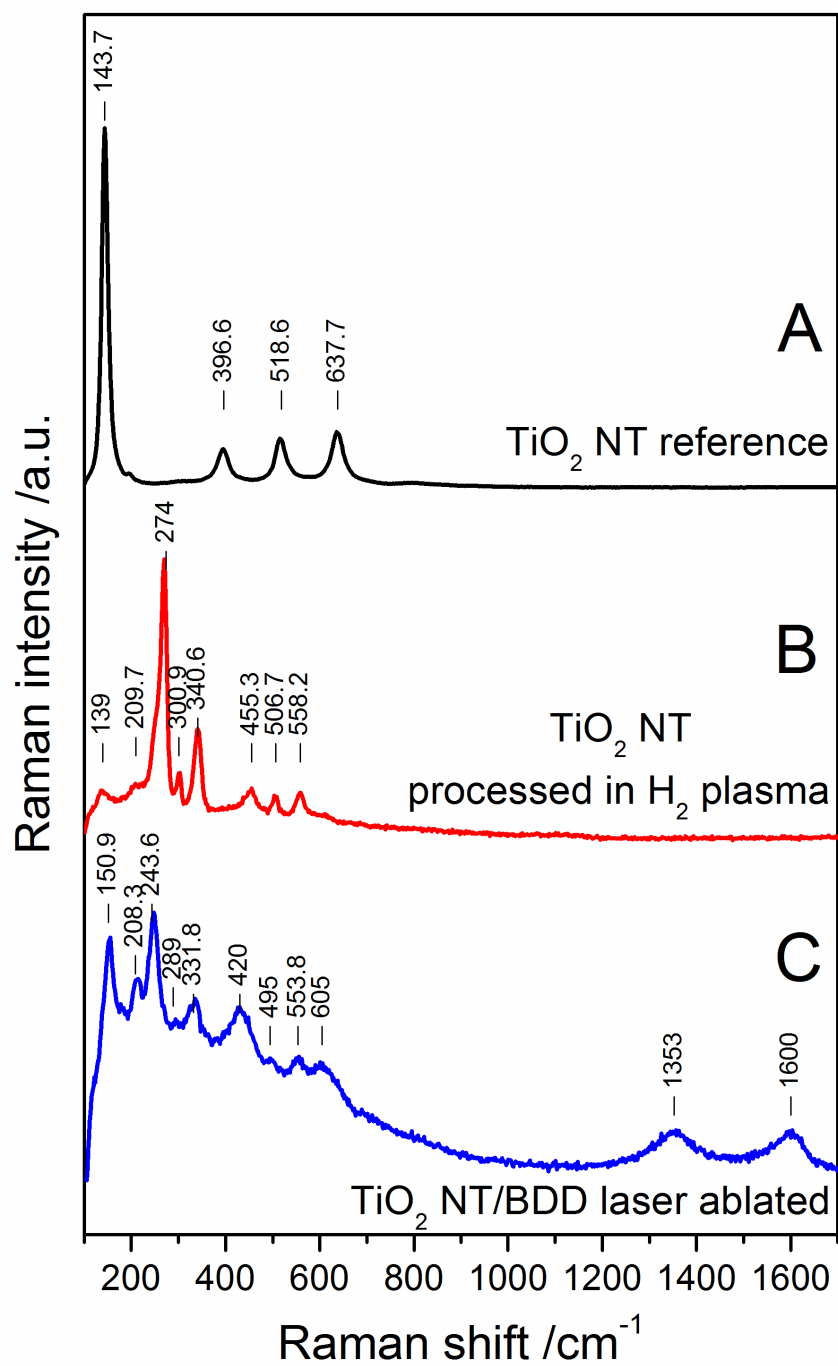 Raman intensity /a.u.
143.7
396.6
518.6
637.7
A
TiO₂ NT reference
139
209.7
274
300.9
340.6
455.3
506.7
558.2
B
TiO₂ NT
processed in H₂ plasma
150.9
208.3
243.6
289
331.8
420
495
553.8
605
1353
1600
C
TiO₂ NT/BDD laser ablated
200 400 600 800 1000 1200 1400 1600
Raman shift /cm⁻¹